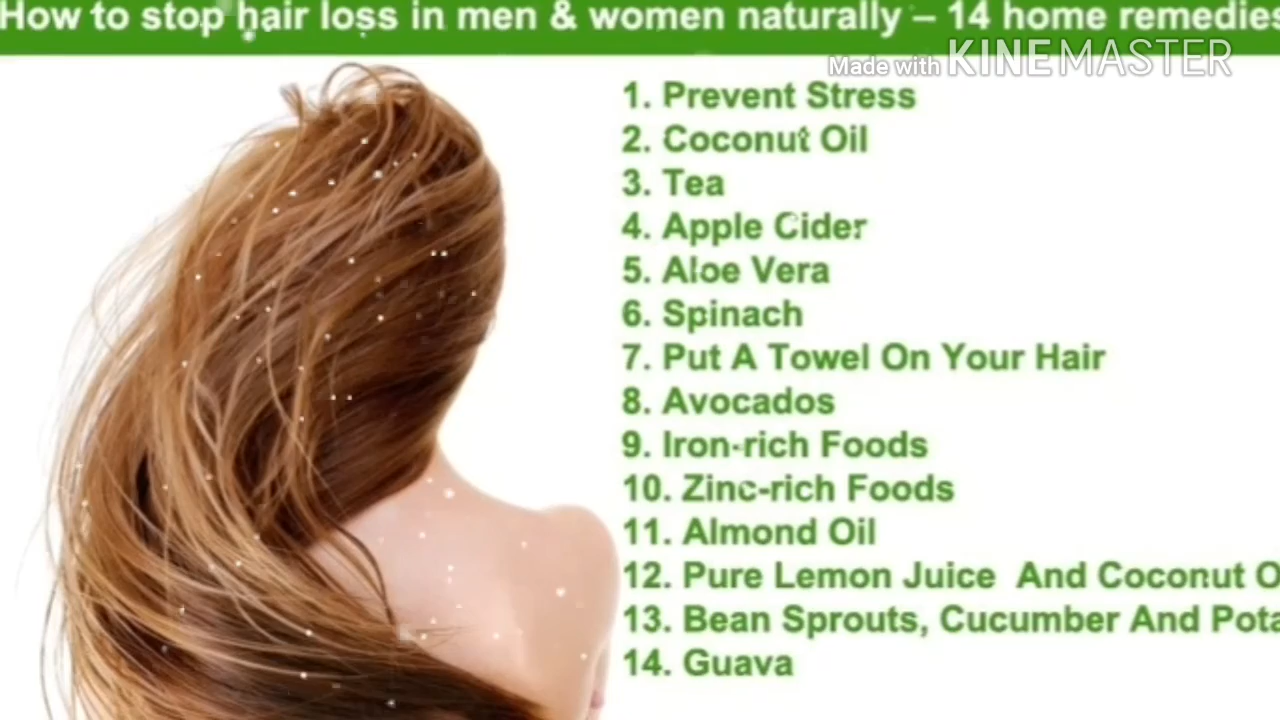 How to stop hair loss in men & women naturally – 14 home remedies
Made with KINEMASTER
1. Prevent Stress
2. Coconut Oil
3. Tea
4. Apple Cider
5. Aloe Vera
6. Spinach
7. Put A Towel On Your Hair
8. Avocados
9. Iron-rich Foods
10. Zinc-rich Foods
11. Almond Oil
12. Pure Lemon Juice And Coconut
13. Bean Sprouts, Cucumber And
14. Guava